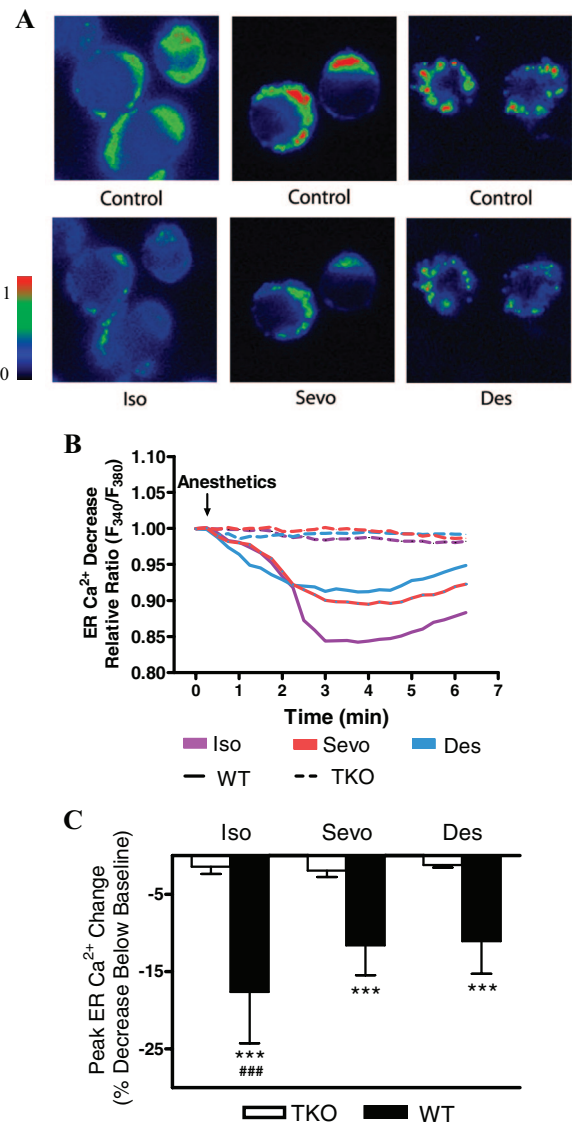 A
Control
Control
Control
1
0
Iso
Sevo
Des
B
ER Ca²⁺ Decrease
Relative Ratio (F₃₄₀/F₃₈₀)
1.10
1.05
1.00
0.95
0.90
0.85
0.80
Anesthetics
0 1 2 3 4 5 6 7
Time (min)
Iso Sevo Des
WT TKO
C
Iso Sevo Des
Peak ER Ca²⁺ Change
(% Decrease Below Baseline)
-5
-15
-25
***
###
***
***
TKO WT